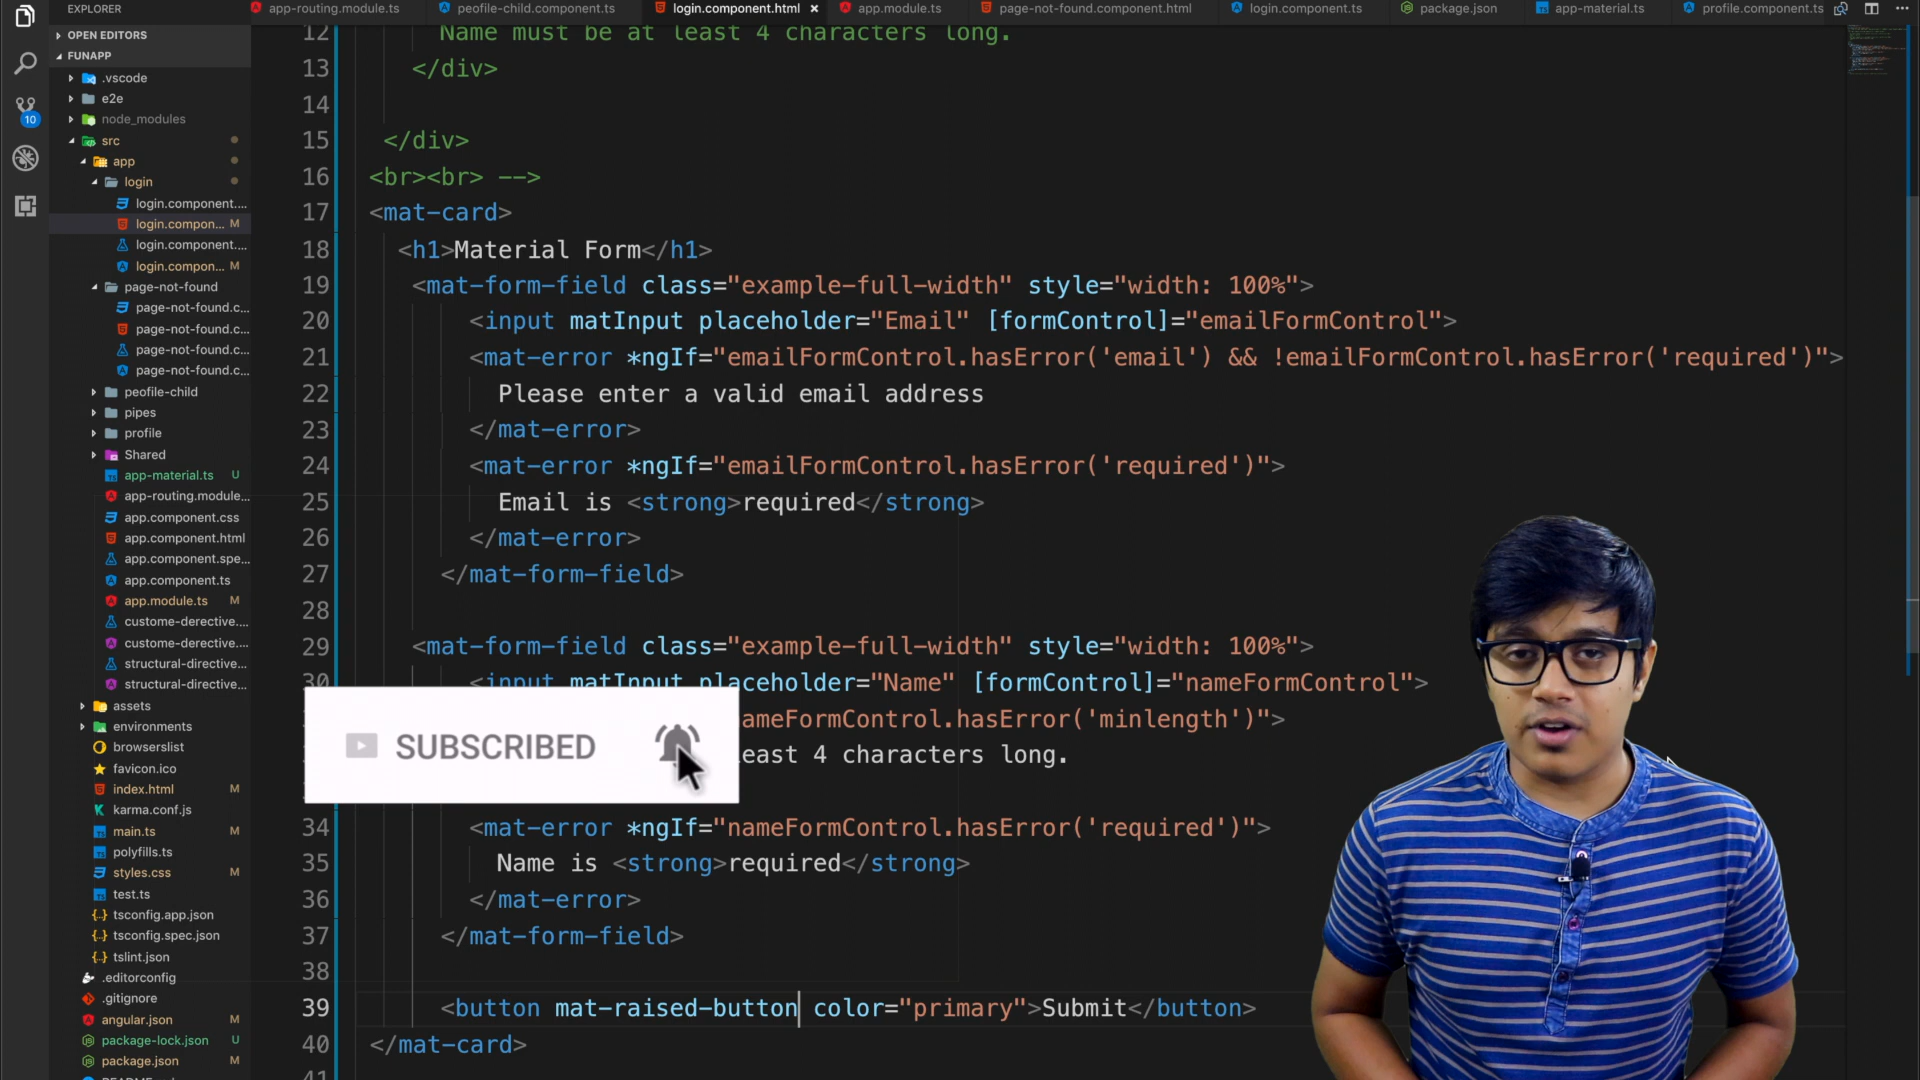 EXPLORER
app-routing.module.ts
peofile-child.component.ts
login.component.html
app.module.ts
page-not-found.component.html
login.component.ts
package.json
app-material.ts
profile.component.ts
OPEN EDITORS
FUNAPP
.vscode
e2e
node_modules
src
app
login
login.component....
login.compon... M
login.component....
login.compon... M
page-not-found
page-not-found.c...
page-not-found.c...
page-not-found.c...
page-not-found.c...
peofile-child
pipes
profile
Shared
app-material.ts U
app-routing.module...
app.component.css
app.component.html
app.component.spe...
app.component.ts
app.module.ts M
custome-derective....
custome-derective....
structural-directive...
structural-directive...
assets
environments
browserslist
favicon.ico
index.html M
karma.conf.js
main.ts M
polyfills.ts
styles.css M
test.ts
tsconfig.app.json
tsconfig.spec.json
tslint.json
.editorconfig
.gitignore
angular.json M
package-lock.json U
package.json M
10
12 Name must be at least 4 characters long.
13 </div>
14
15 </div>
16 <br><br> -->
17 <mat-card>
18 <h1>Material Form</h1>
19 <mat-form-field class="example-full-width" style="width: 100%">
20 <input matInput placeholder="Email" [formControl]="emailFormControl">
21 <mat-error *ngIf="emailFormControl.hasError('email') && !emailFormControl.hasError('required')">
22 Please enter a valid email address
23 </mat-error>
24 <mat-error *ngIf="emailFormControl.hasError('required')">
25 Email is <strong>required</strong>
26 </mat-error>
27 </mat-form-field>
28
29 <mat-form-field class="example-full-width" style="width: 100%">
30 <input matInput placeholder="Name" [formControl]="nameFormControl">
ameFormControl.hasError('minlength')">
east 4 characters long.
SUBSCRIBED
34 <mat-error *ngIf="nameFormControl.hasError('required')">
35 Name is <strong>required</strong>
36 </mat-error>
37 </mat-form-field>
38
39 <button mat-raised-button color="primary">Submit</button>
40 </mat-card>
41